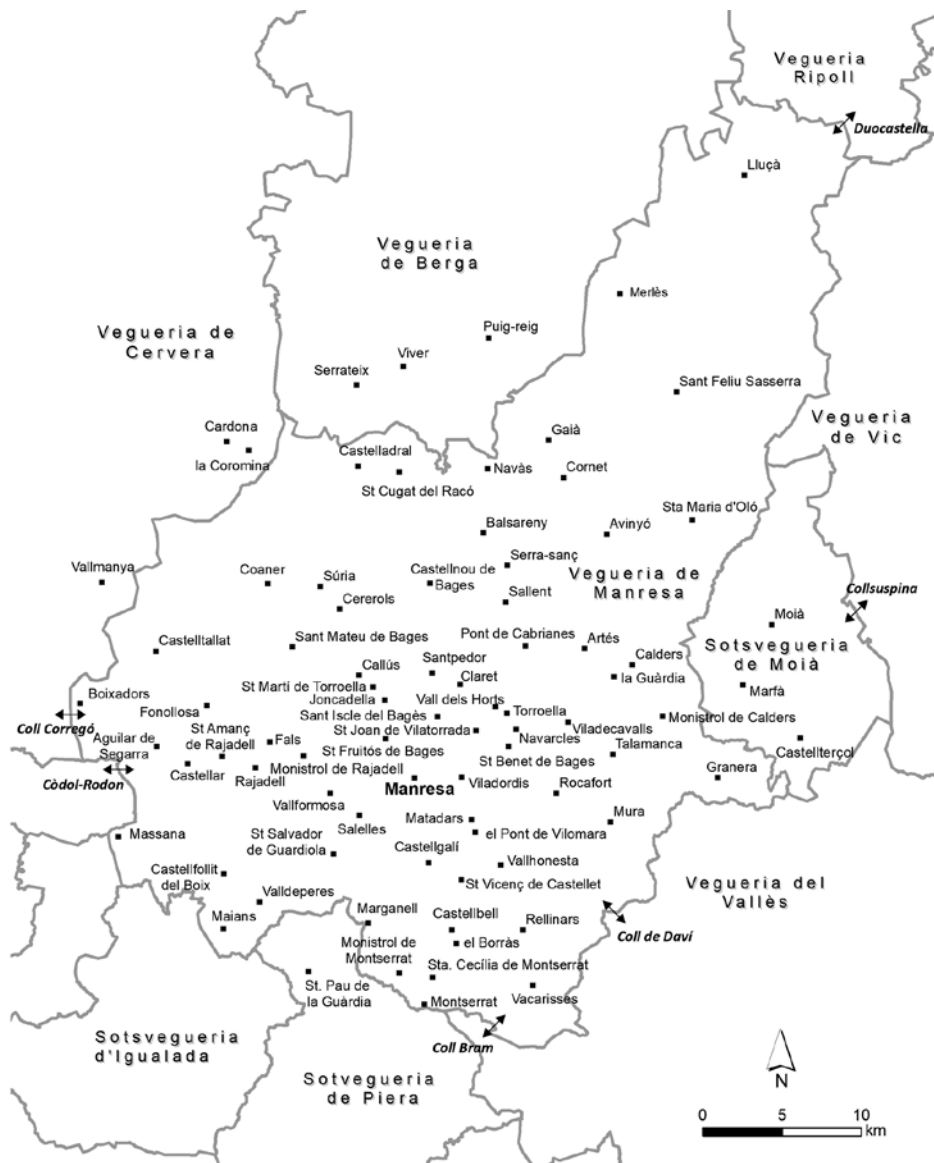 Vegueria
Ripoll
Duocastella
Lluçà
Vegueria
de Berga
Merlès
Puig-reig
Vegueria de
Cervera
Viver
Serrateix
Sant Feliu Sasserra
Vegueria
de Vic
Cardona
la Coromina
Castelladral
St Cugat del Racó
Gaià
Navàs
Cornet
Balsareny
Avinyó
Sta Maria d'Oló
Vallmanya
Coaner
Súria
Cererols
Castellnou de
Bages
Serra-sanç
Sallent
Vegueria de
Manresa
Collsuspina
Moià
Sotsvegueria
de Moià
Castelltallat
Sant Mateu de Bages
Pont de Cabrianes
Artés
Callús
Santpedor
Calders
Claret
la Guàrdia
Marfà
Boixadors
St Martí de Torroella
Joncadella
Vall dels Horts
Torroella
Coll Corregó
Fonollosa
Sant Iscle del Bagès
Viladecavalls
Monistrol de Calders
St Amanç
de Rajadell
St Joan de Vilatorrada
Navarcles
Aguilar de
Segarra
Fals
St Fruitós de Bages
St Benet de Bages
Talamanca
Castellterçol
Còdol-Rodon
Castellar
Rajadell
Monistrol de Rajadell
Granera
Manresa
Viladordis
Rocafort
Vallformosa
Massana
Salelles
Matadars
Mura
el Pont de Vilomara
St Salvador
de Guardiola
Castellgalí
Vallhonesta
Castellfollit
del Boix
St Vicenç de Castellet
Vegueria del
Vallès
Valldeperes
Maians
Marganell
Castellbell
Rellinars
Coll de Daví
Monistrol de
Montserrat
el Borràs
Sta. Cecília de Montserrat
St. Pau de
la Guàrdia
Vacarisses
Montserrat
Coll Bram
Sotsvegueria
d'Igualada
Sotvegueria
de Piera
N
0 5 10
km